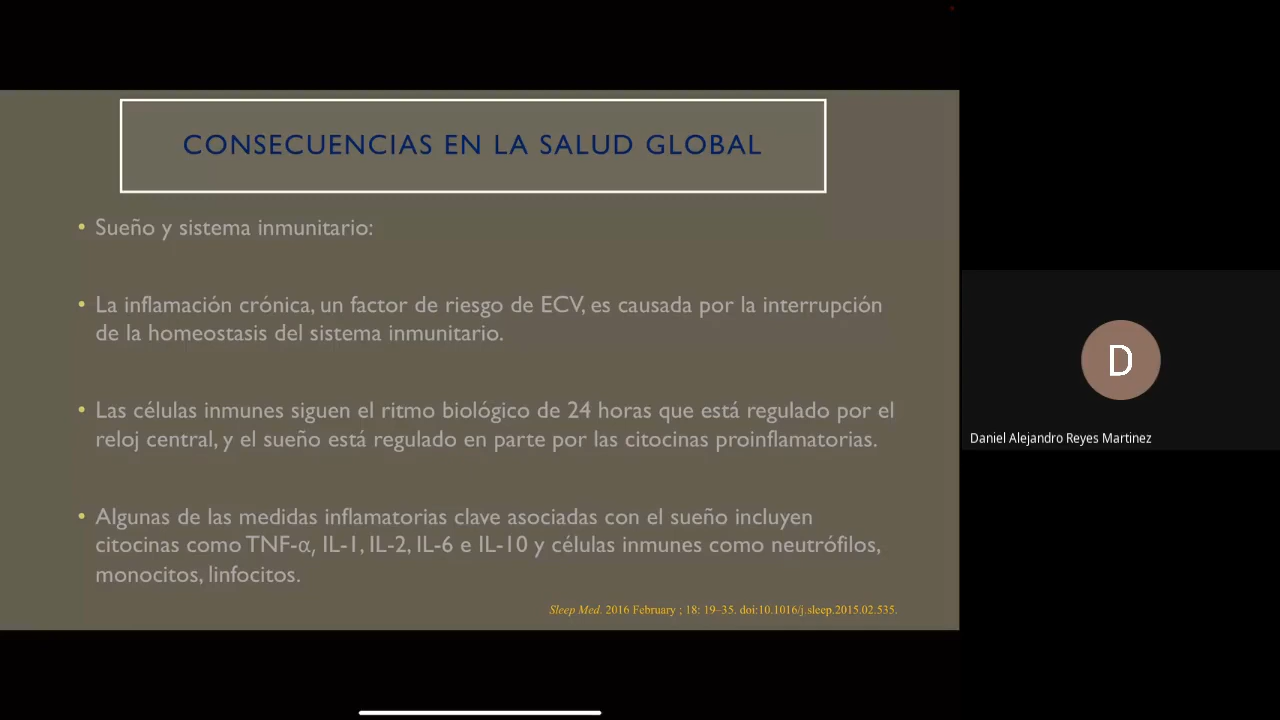 CONSECUENCIAS EN LA SALUD GLOBAL
• Sueño y sistema inmunitario:
• La inflamación crónica, un factor de riesgo de ECV, es causada por la interrupción
de la homeostasis del sistema inmunitario.
• Las células inmunes siguen el ritmo biológico de 24 horas que está regulado por el
reloj central, y el sueño está regulado en parte por las citocinas proinflamatorias.
• Algunas de las medidas inflamatorias clave asociadas con el sueño incluyen
citocinas como TNF-α, IL-1, IL-2, IL-6 e IL-10 y células inmunes como neutrófilos,
monocitos, linfocitos.
Sleep Med. 2016 February ; 18: 19–35. doi:10.1016/j.sleep.2015.02.535.
D
Daniel Alejandro Reyes Martinez